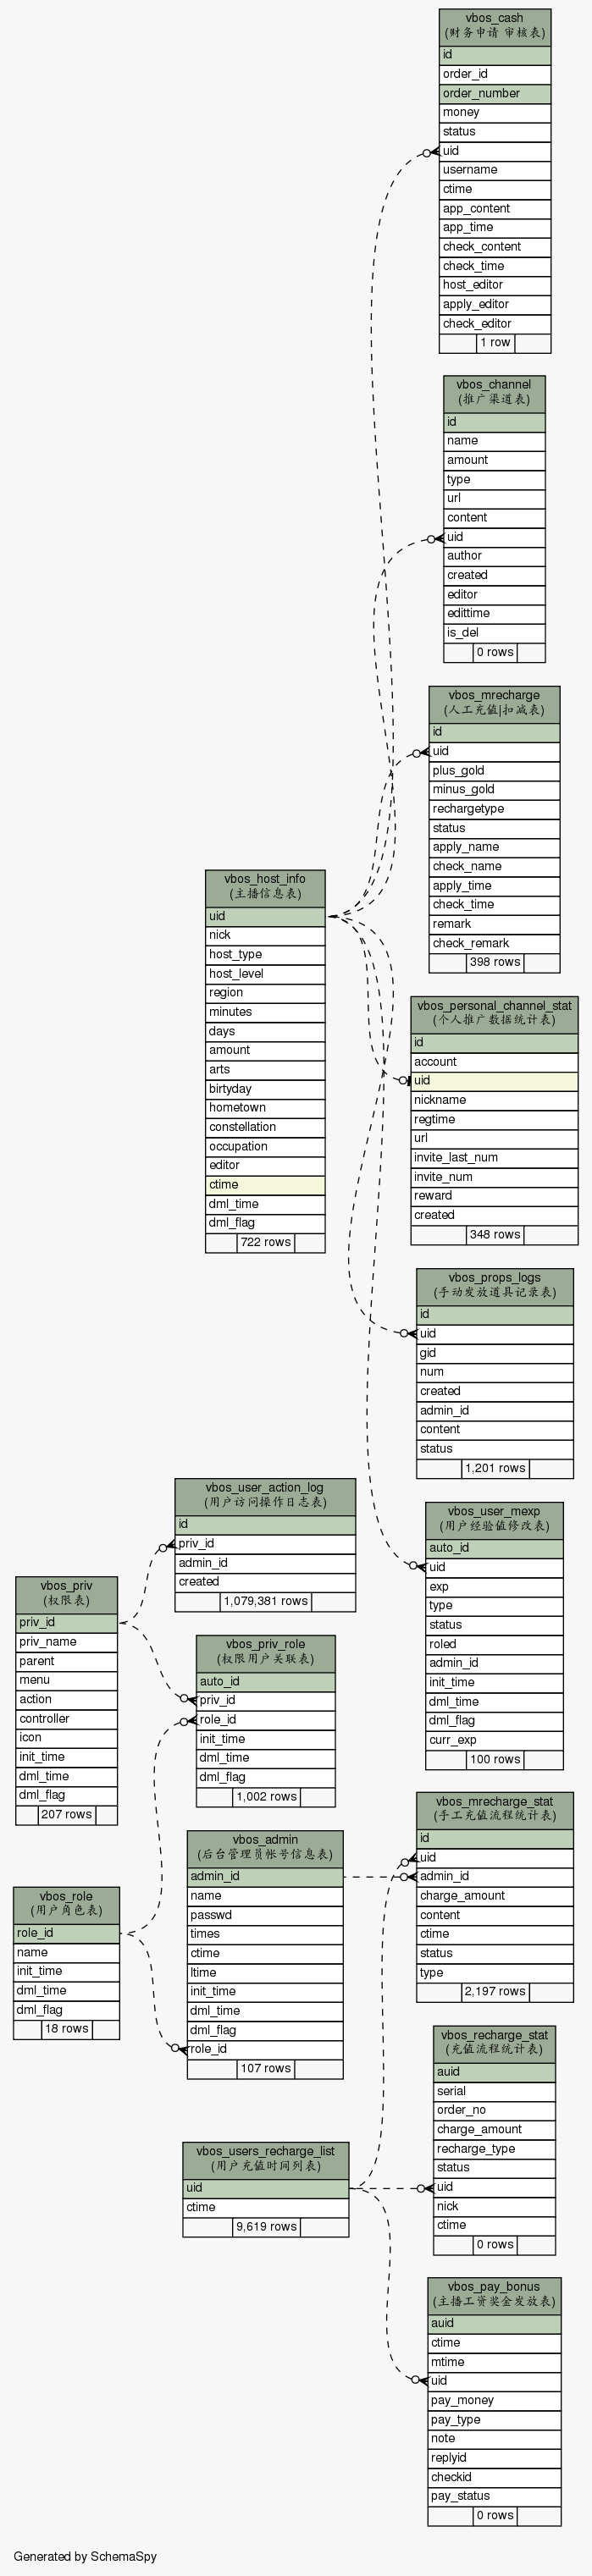 vbos_cash
(财务申请 审核表)
id
order_id
order_number
money
status
uid
username
ctime
app_content
app_time
check_content
check_time
host_editor
apply_editor
check_editor
1 row
vbos_channel
(推广渠道表)
id
name
amount
type
url
content
uid
author
created
editor
edittime
is_del
0 rows
vbos_mrecharge
(人工充值|扣减表)
id
uid
plus_gold
minus_gold
rechargetype
status
apply_name
check_name
apply_time
check_time
remark
check_remark
398 rows
vbos_host_info
(主播信息表)
uid
nick
host_type
host_level
region
minutes
days
amount
arts
birtyday
hometown
constellation
occupation
editor
ctime
dml_time
dml_flag
722 rows
vbos_personal_channel_stat
(个人推广数据统计表)
id
account
uid
nickname
regtime
url
invite_last_num
invite_num
reward
created
348 rows
vbos_props_logs
(手动发放道具记录表)
id
uid
gid
num
created
admin_id
content
status
1,201 rows
vbos_user_action_log
(用户访问操作日志表)
id
priv_id
admin_id
created
1,079,381 rows
vbos_user_mexp
(用户经验值修改表)
auto_id
uid
exp
type
status
roled
admin_id
init_time
dml_time
dml_flag
curr_exp
100 rows
vbos_priv
(权限表)
priv_id
priv_name
parent
menu
action
controller
icon
init_time
dml_time
dml_flag
207 rows
vbos_priv_role
(权限用户关联表)
auto_id
priv_id
role_id
init_time
dml_time
dml_flag
1,002 rows
vbos_mrecharge_stat
(手工充值流程统计表)
id
uid
admin_id
charge_amount
content
ctime
status
type
2,197 rows
vbos_admin
(后台管理员帐号信息表)
admin_id
name
passwd
times
ctime
ltime
init_time
dml_time
dml_flag
role_id
107 rows
vbos_role
(用户角色表)
role_id
name
init_time
dml_time
dml_flag
18 rows
vbos_recharge_stat
(充值流程统计表)
auid
serial
order_no
charge_amount
recharge_type
status
uid
nick
ctime
0 rows
vbos_users_recharge_list
(用户充值时间列表)
uid
ctime
9,619 rows
vbos_pay_bonus
(主播工资奖金发放表)
auid
ctime
mtime
uid
pay_money
pay_type
note
replyid
checkid
pay_status
0 rows
Generated by SchemaSpy